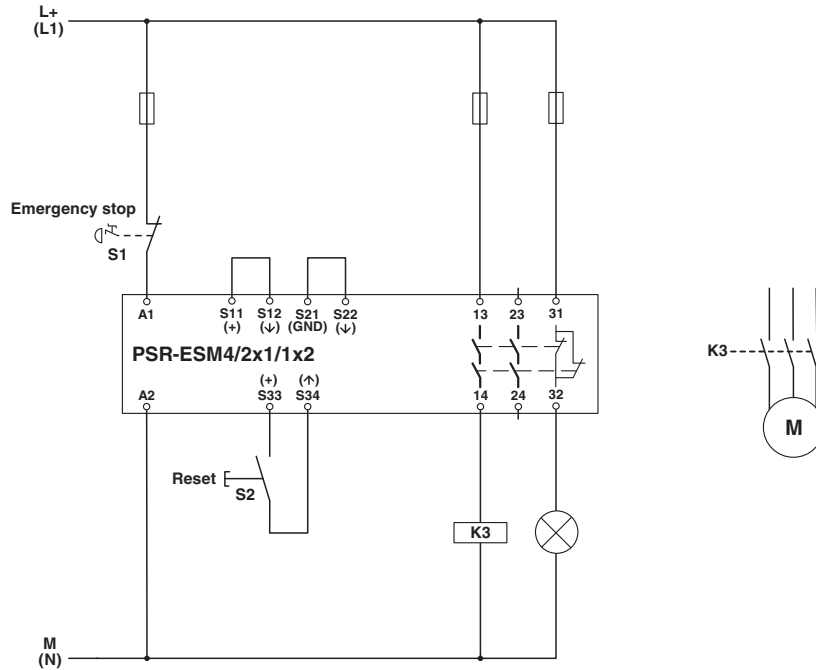 L+
(L1)
Emergency stop
S1
A1
S11
(+)
S12
(↓)
S21
(GND)
S22
(↓)
13
23
31
PSR-ESM4/2x1/1x2
K3
M
A2
(+)
S33
(↑)
S34
14
24
32
Reset
S2
K3
M
(N)